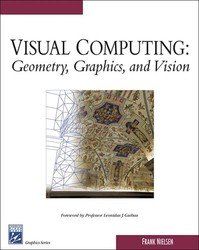 VISUAL COMPUTING:
Geometry, Graphics, and Vision
Foreword by Professor Leonidas J. Guibas
Graphics Series
FRANK NIELSEN